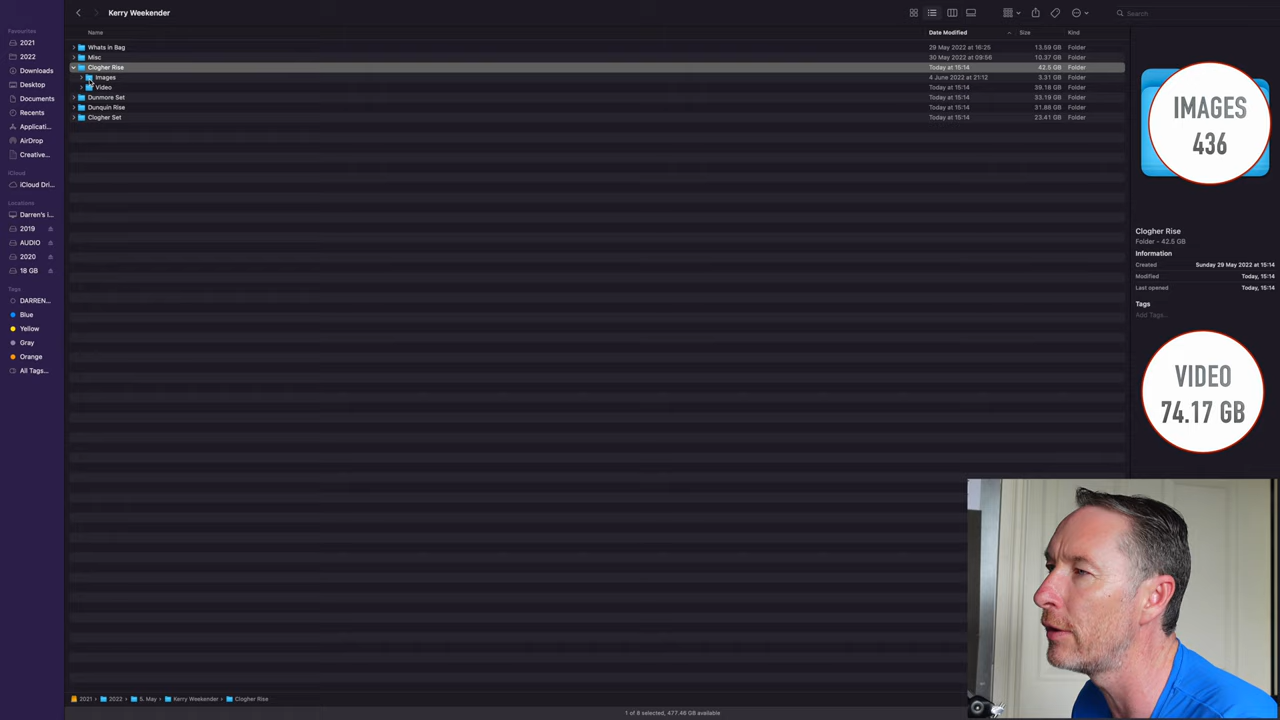 Kerry Weekender
Search
Favourites
2021
2022
Downloads
Desktop
Documents
Recents
Applicati...
AirDrop
Creative...
iCloud
iCloud Dri...
Locations
Darren's i...
2019
AUDIO
2020
18 GB
Tags
DARREN...
Blue
Yellow
Gray
Orange
All Tags...
Name Date Modified Size Kind
Whats in Bag 29 May 2022 at 16:25 13.59 GB Folder
Misc 30 May 2022 at 09:56 10.37 GB Folder
Clogher Rise Today at 15:14 42.5 GB Folder
Images 4 June 2022 at 21:12 3.31 GB Folder
Video Today at 15:14 39.18 GB Folder
Dunmore Set Today at 15:14 33.19 GB Folder
Dunquin Rise Today at 15:14 31.88 GB Folder
Clogher Set Today at 15:14 23.41 GB Folder
IMAGES
436
Clogher Rise
Folder - 42.5 GB
Information
Created Sunday 29 May 2022 at 15:14
Modified Today, 15:14
Last opened Today, 15:14
Tags
Add Tags...
VIDEO
74.17 GB
2021 › 2022 › 5. May › Kerry Weekender › Clogher Rise
1 of 8 selected, 477.46 GB available